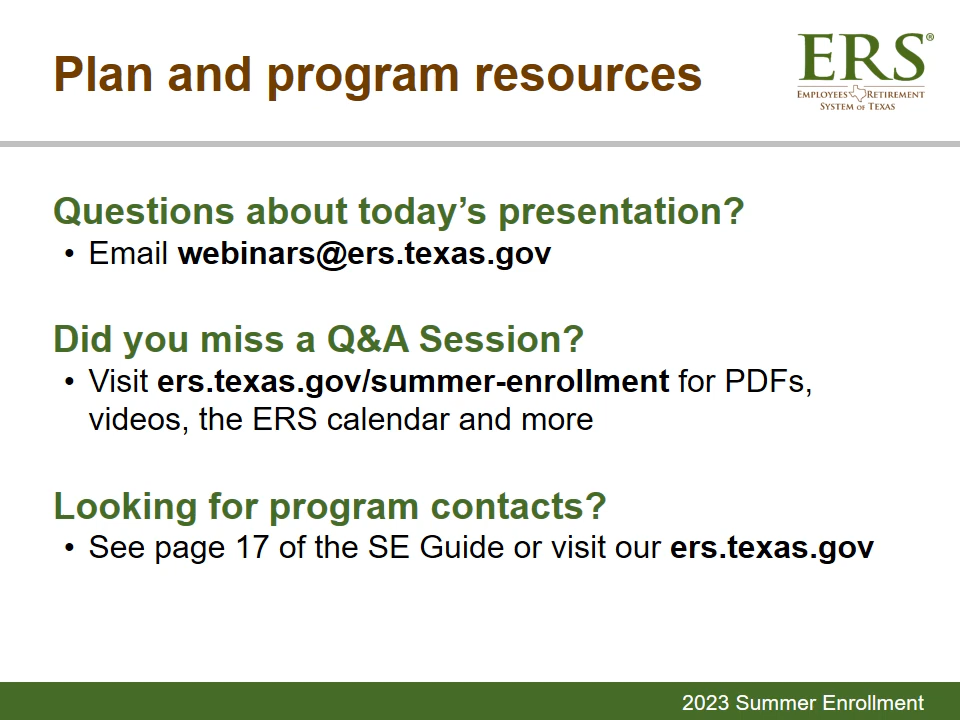 Plan and program resources
ERS®
EMPLOYEES RETIREMENT
SYSTEM OF TEXAS
Questions about today’s presentation?
• Email webinars@ers.texas.gov
Did you miss a Q&A Session?
• Visit ers.texas.gov/summer-enrollment for PDFs,
videos, the ERS calendar and more
Looking for program contacts?
• See page 17 of the SE Guide or visit our ers.texas.gov
2023 Summer Enrollment